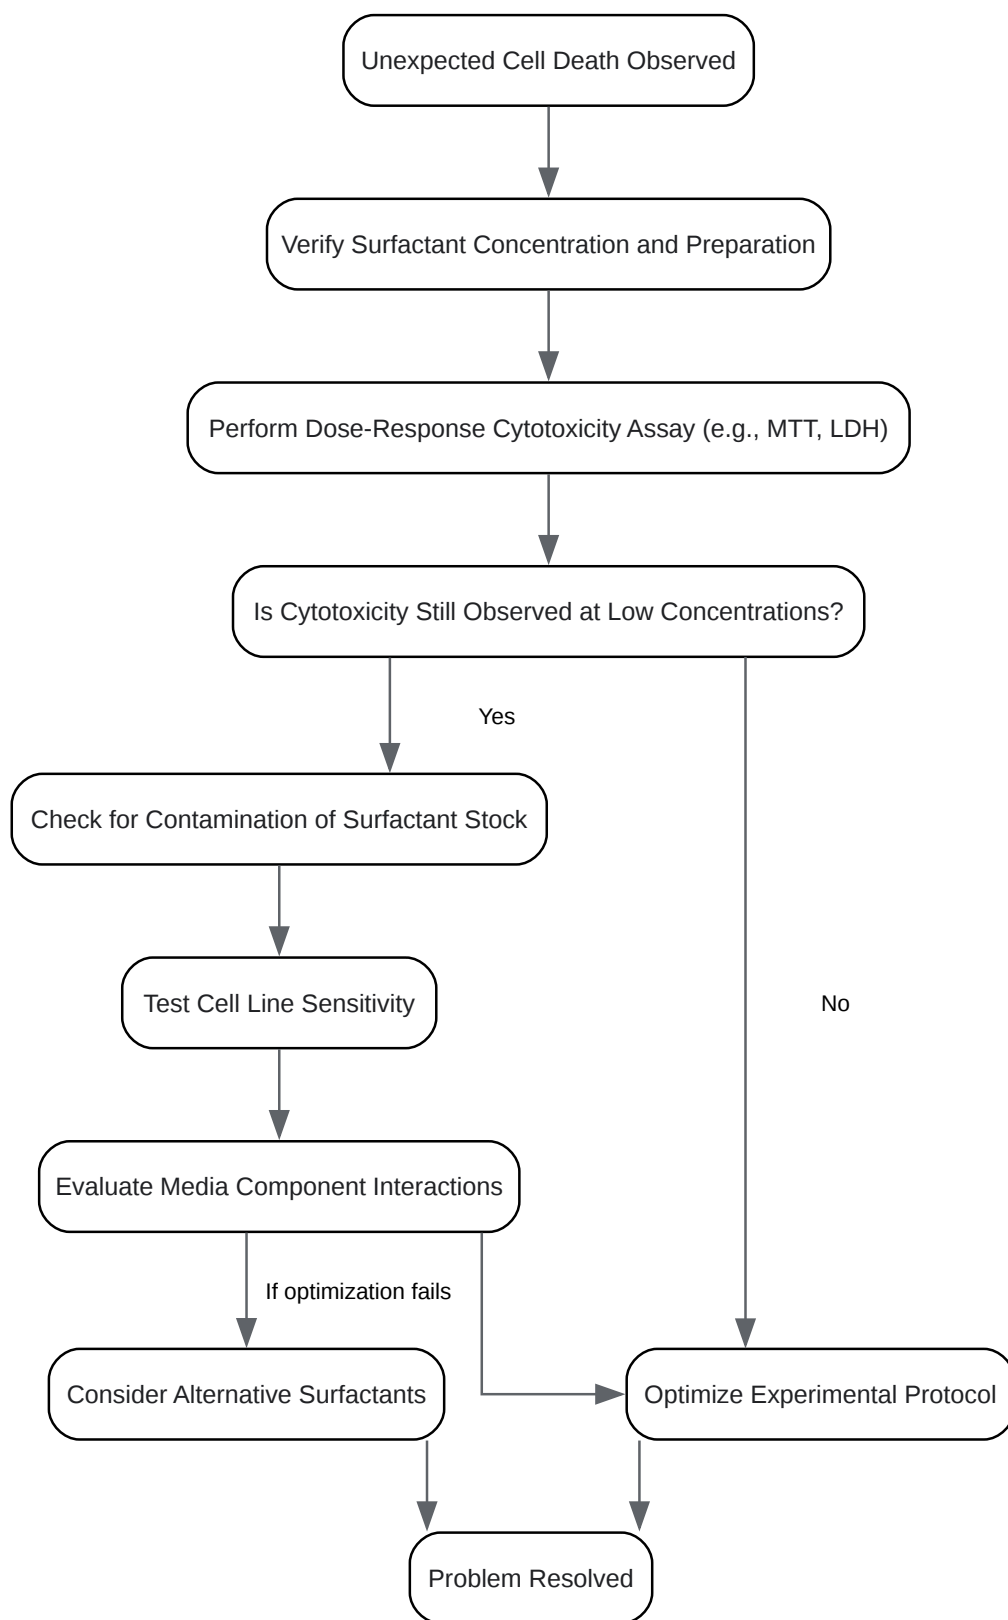 Unexpected Cell Death Observed
Verify Surfactant Concentration and Preparation
Perform Dose-Response Cytotoxicity Assay (e.g., MTT, LDH)
Is Cytotoxicity Still Observed at Low Concentrations?
Yes
Check for Contamination of Surfactant Stock
Test Cell Line Sensitivity
No
Evaluate Media Component Interactions
If optimization fails
Consider Alternative Surfactants
Optimize Experimental Protocol
Problem Resolved